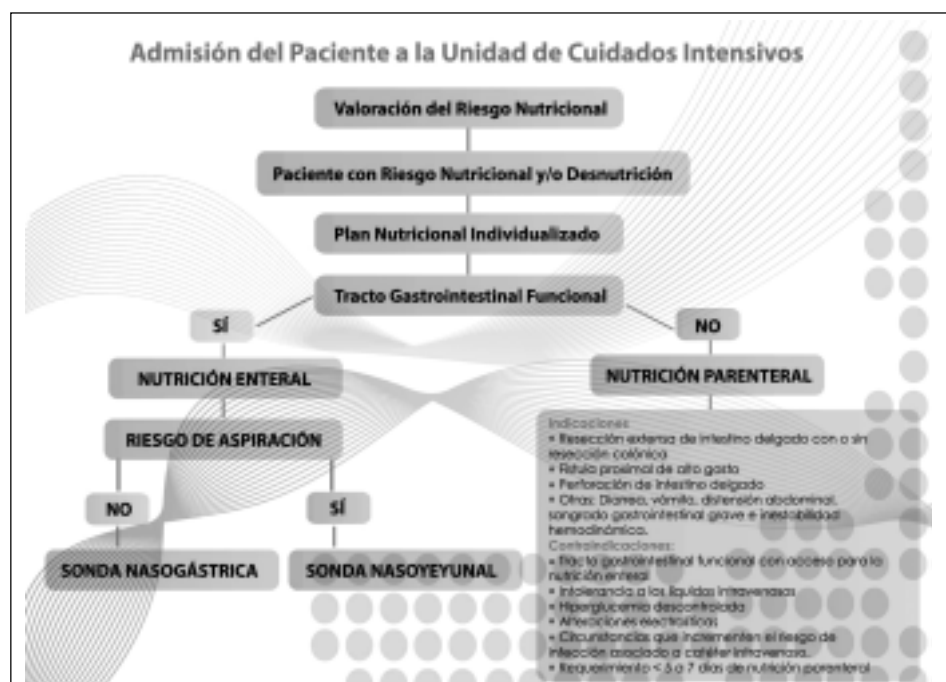 Admisión del Paciente a la Unidad de Cuidados Intensivos
Valoración del Riesgo Nutricional
Paciente con Riesgo Nutricional y/o Desnutrición
Plan Nutricional Individualizado
Tracto Gastrointestinal Funcional
SÍ
NO
NUTRICIÓN ENTERAL
NUTRICIÓN PARENTERAL
RIESGO DE ASPIRACIÓN
NO
SÍ
SONDA NASOGÁSTRICA
SONDA NASOYEYUNAL
Indicaciones
• Resección extensa de intestino delgado con o sin
resección colónica
• Fístula proximal de alto gasto
• Perforación de intestino delgado
• Otras: Diarrea, vómito, distensión abdominal,
sangrado gastrointestinal grave e inestabilidad
hemodinámica.
Contraindicaciones:
• Tracto gastrointestinal funcional con acceso para la
nutrición enteral
• Intolerancia a los líquidos intravenosos
• Hiperglucemia descontrolada
• Alteraciones
• Circunstancias que incrementen el riesgo de
infección asociado a catéter intravenoso.
• Requerimiento < 5 a 7 días de nutrición parenteral